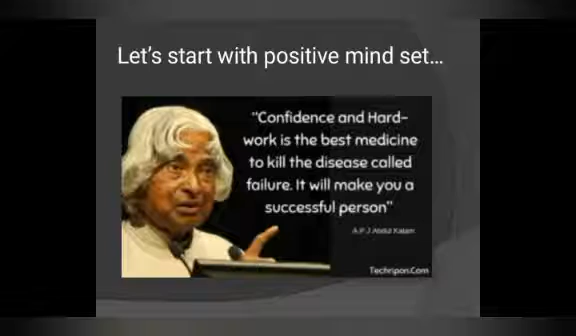 Let's start with positive mind set...
"Confidence and Hard-
work is the best medicine
to kill the disease called
failure. It will make you a
successful person"
A P J Abdul Kalam
Techripon.Com